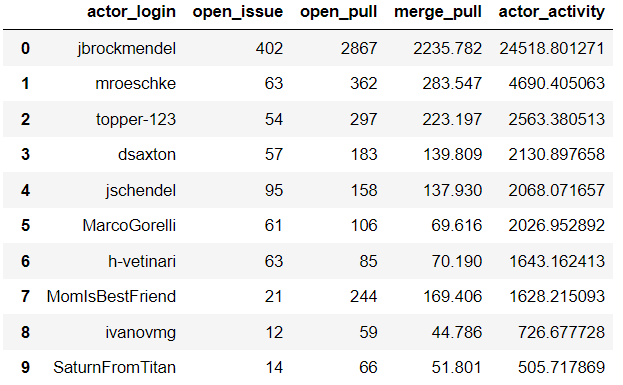 actor_login open_issue open_pull merge_pull actor_activity
0 jbrockmendel 402 2867 2235.782 24518.801271
1 mroeschke 63 362 283.547 4690.405063
2 topper-123 54 297 223.197 2563.380513
3 dsaxton 57 183 139.809 2130.897658
4 jschendel 95 158 137.930 2068.071657
5 MarcoGorelli 61 106 69.616 2026.952892
6 h-vetinari 63 85 70.190 1643.162413
7 MomIsBestFriend 21 244 169.406 1628.215093
8 ivanovmg 12 59 44.786 726.677728
9 SaturnFromTitan 14 66 51.801 505.717869